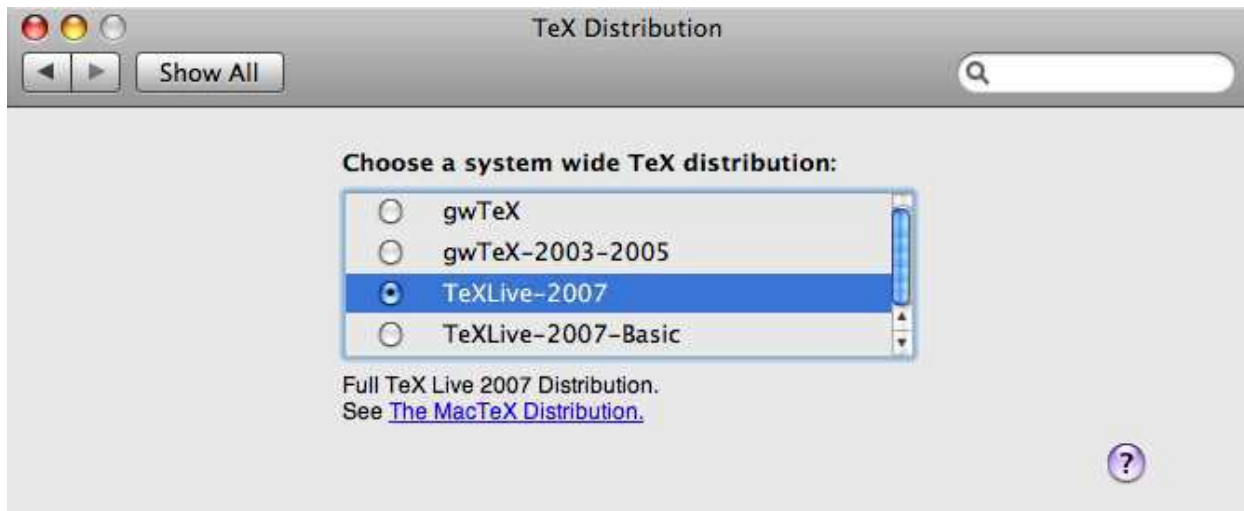 TeX Distribution
Show All
Choose a system wide TeX distribution:
gwTeX
gwTeX-2003-2005
TeXLive-2007
TeXLive-2007-Basic
Full TeX Live 2007 Distribution.
See The MacTeX Distribution.
?